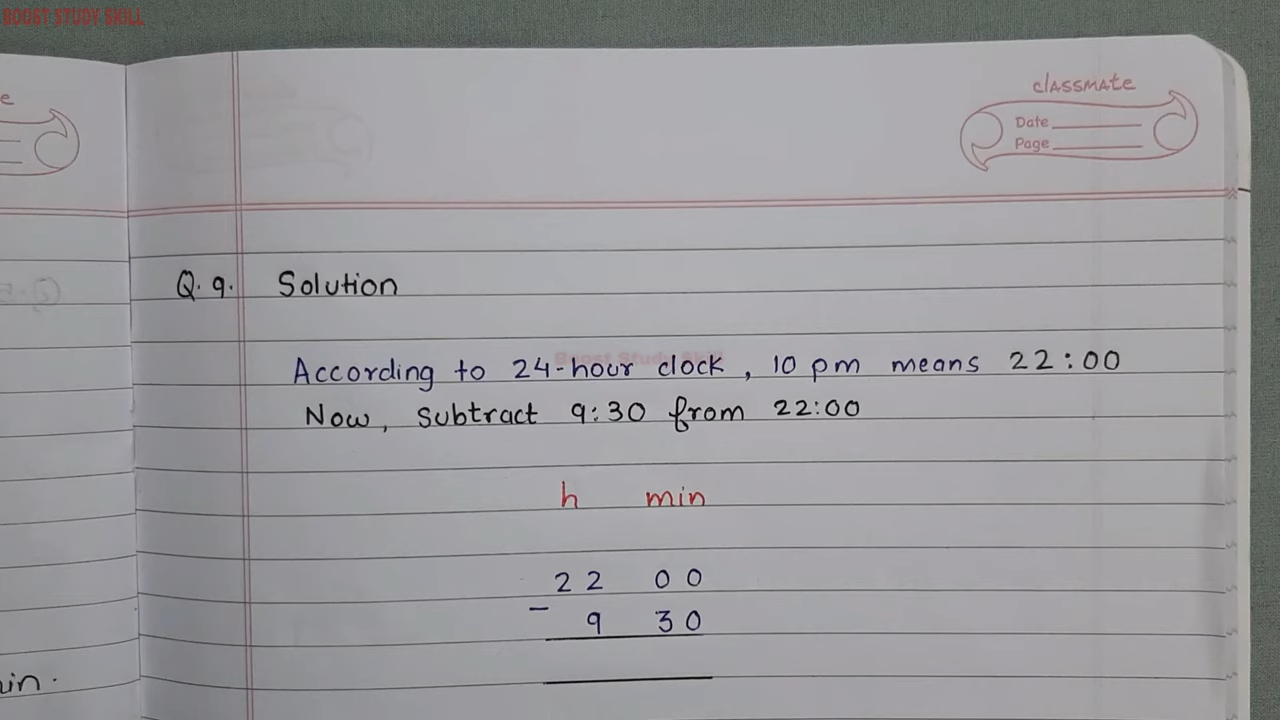 BOOST STUDY SKILL
classmate
Date
Page
Q. 9. Solution
According to 24-hour clock, 10 pm means 22:00
Now, subtract 9:30 from 22:00
h min
22 00
- 9 30
in.